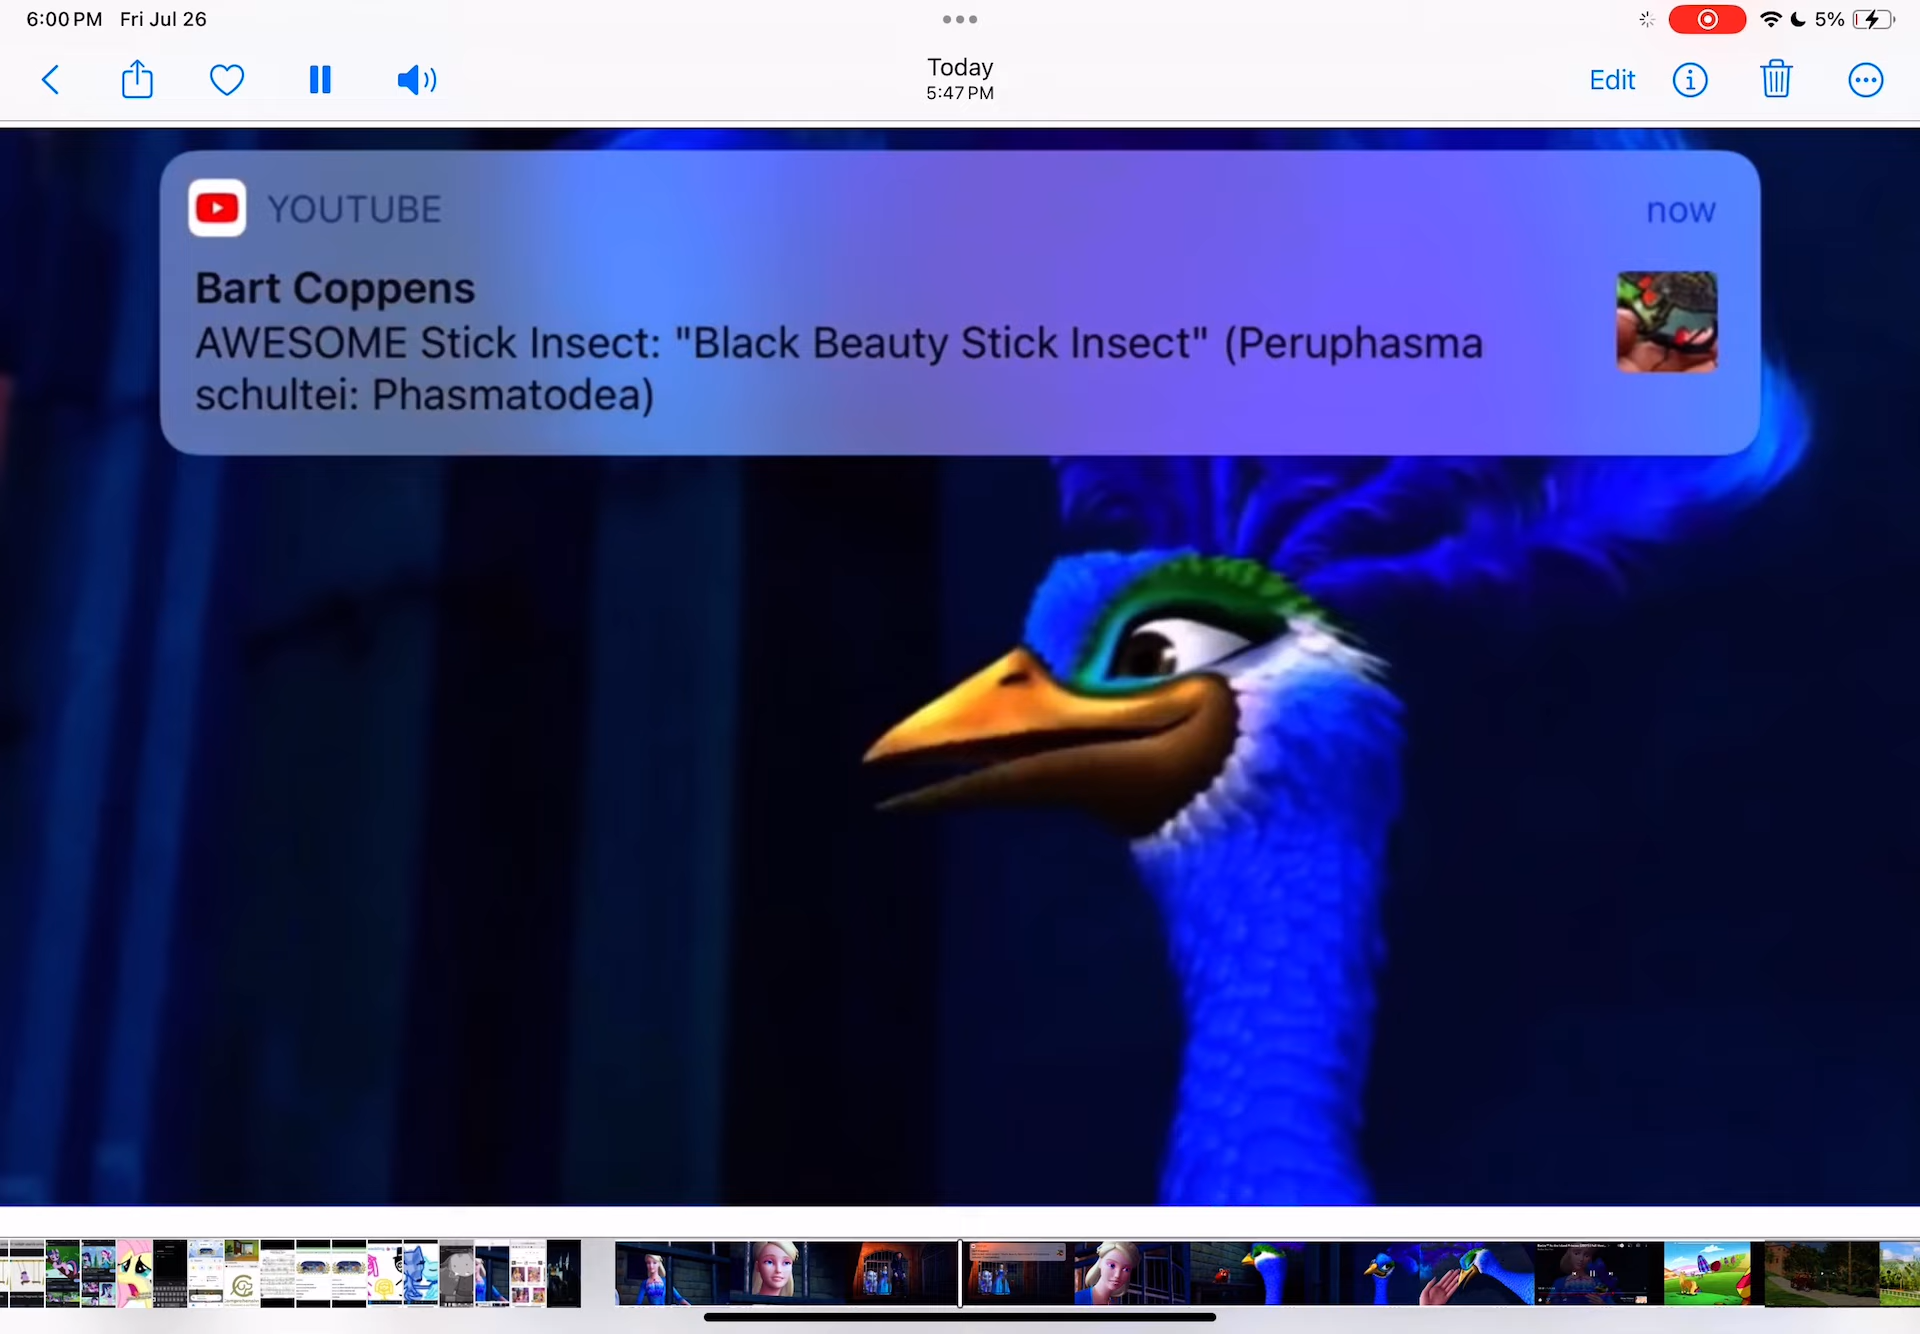 6:00 PM Fri Jul 26
5%
Today
5:47 PM
Edit
YOUTUBE
now
Bart Coppens
AWESOME Stick Insect: "Black Beauty Stick Insect" (Peruphasma
schultei: Phasmatodea)